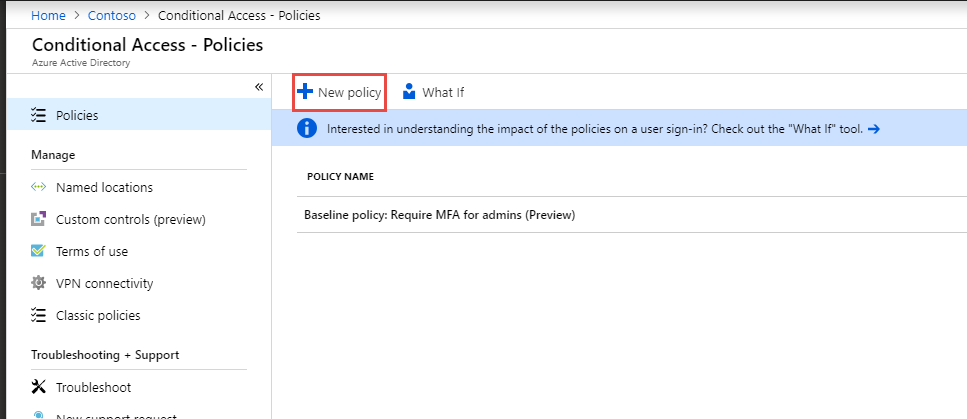 Home > Contoso > Conditional Access - Policies
Conditional Access - Policies
Azure Active Directory
«
Policies
Manage
Named locations
Custom controls (preview)
Terms of use
VPN connectivity
Classic policies
Troubleshooting + Support
Troubleshoot
New support request
New policy
What If
Interested in understanding the impact of the policies on a user sign-in? Check out the "What If" tool. →
POLICY NAME
Baseline policy: Require MFA for admins (Preview)